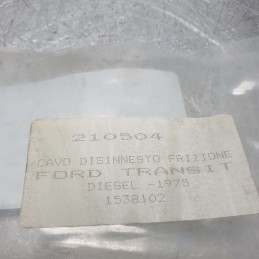 210504
CAVO DISINNESTO FRIZIONE
FORD TRANSIT
DIESEL -1975
1538102